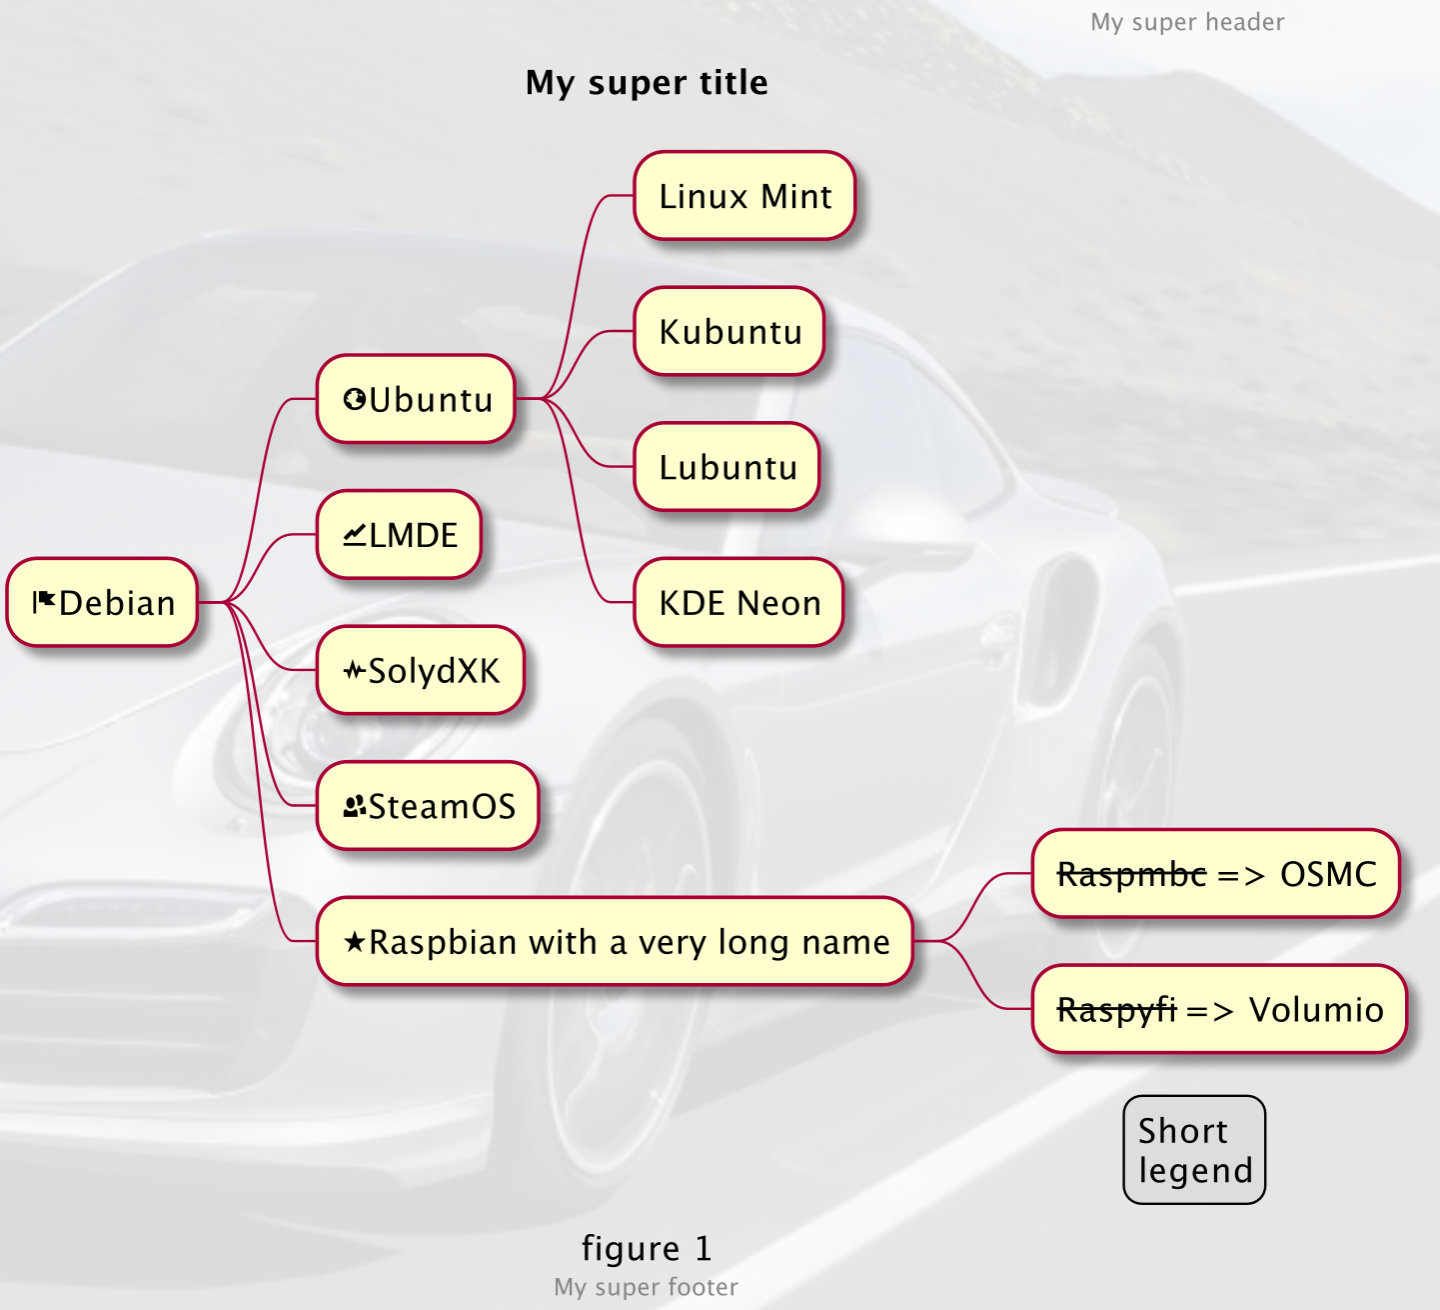 My super header
My super title
Linux Mint
Kubuntu
Ubuntu
Lubuntu
LMDE
Debian
KDE Neon
SolydXK
SteamOS
Raspmbc => OSMC
Raspbian with a very long name
Raspyfi => Volumio
Short
legend
figure 1
My super footer